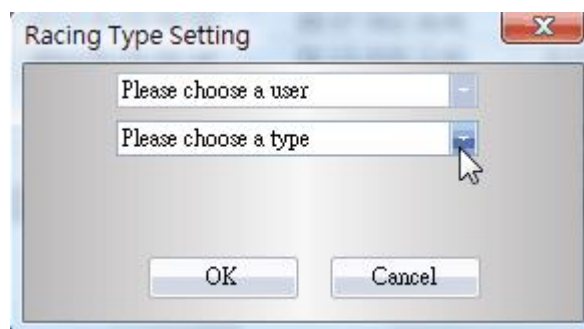 Racing Type Setting
Please choose a user
Please choose a type
OK
Cancel